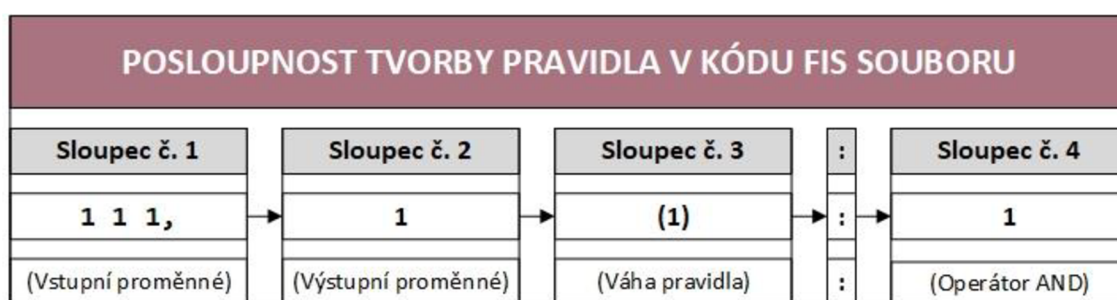 POSLOUPNOST TVORBY PRAVIDLA V KÓDU FIS SOUBORU
Sloupec č. 1 Sloupec č. 2 Sloupec č. 3 : Sloupec č. 4
1 1 1, 1 (1) : 1
(Vstupní proměnné) (Výstupní proměnné) (Váha pravidla) : (Operátor AND)